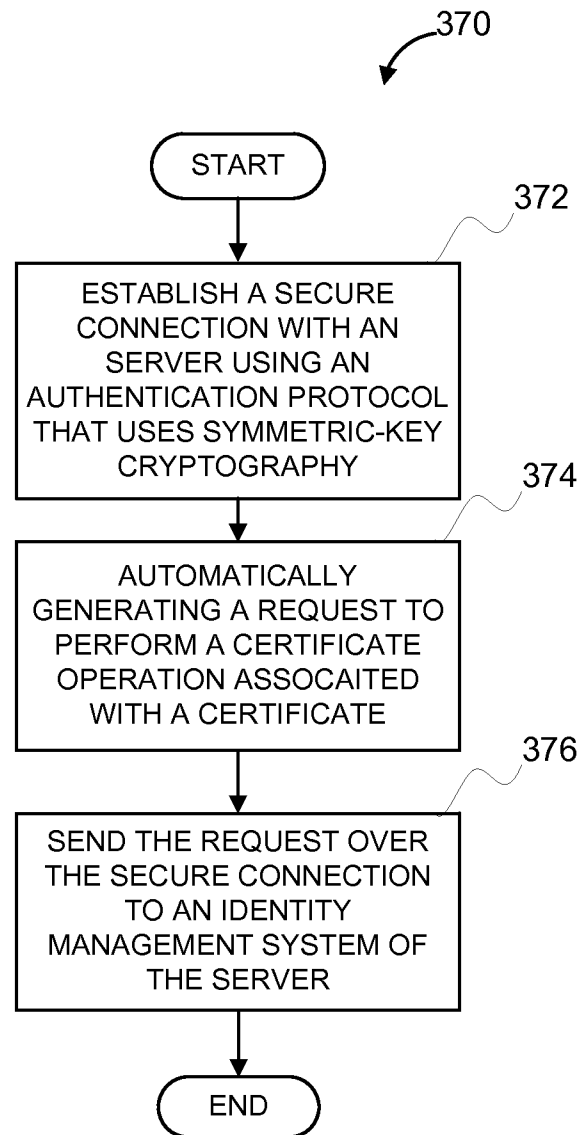 370
START
372
ESTABLISH A SECURE
CONNECTION WITH AN
SERVER USING AN
AUTHENTICATION PROTOCOL
THAT USES SYMMETRIC-KEY
CRYPTOGRAPHY
374
AUTOMATICALLY
GENERATING A REQUEST TO
PERFORM A CERTIFICATE
OPERATION ASSOCAITED
WITH A CERTIFICATE
376
SEND THE REQUEST OVER
THE SECURE CONNECTION
TO AN IDENTITY
MANAGEMENT SYSTEM OF
THE SERVER
END